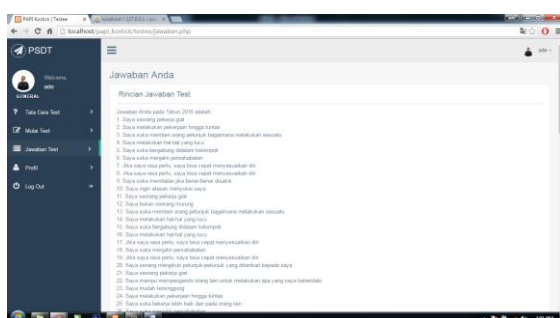 PAPI Kostick | Testee
localhost/papi_kostick/testee/jawaban.php
PSDT
Welcome,
ade
GENERAL
Tata Cara Test
Mulai Test
Jawaban Test
Profil
Log Out
ade
Jawaban Anda
Rincian Jawaban Test
Jawaban Anda pada Tahun 2016 adalah
1. Saya seorang pekerja giat
2. Saya melakukan pekerjaan hingga tuntas
3. Saya suka memberi orang petunjuk bagaimana melakukan sesuatu
4. Saya melakukan hal-hal yang lucu
5. Saya suka bergabung didalam kelompok
6. Saya suka menjalin persahabatan
7. Jika saya rasa perlu, saya bisa cepat menyesuaikan diri
8. Jika saya rasa perlu, saya bisa cepat menyesuaikan diri
9. Saya suka membalas jika benar-benar disakiti
10. Saya ingin atasan menyukai saya
11. Saya seorang pekerja giat
12. Saya bukan seorang murung
13. Saya suka memberi orang petunjuk bagaimana melakukan sesuatu
14. Saya melakukan hal-hal yang lucu
15. Saya suka bergabung didalam kelompok
16. Saya melakukan hal-hal yang lucu
17. Jika saya rasa perlu, saya bisa cepat menyesuaikan diri
18. Saya suka menjalin persahabatan
19. Jika saya rasa perlu, saya bisa cepat menyesuaikan diri
20. Saya senang mengikuti petunjuk-petunjuk yang diberikan kepada saya
21. Saya seorang pekerja giat
22. Saya mampu mempengaruhi orang lain untuk melakukan apa yang saya kehendaki
23. Saya mudah tersinggung
24. Saya melakukan pekerjaan hingga tuntas
25. Saya suka bekerja lebih baik dari pada orang lain